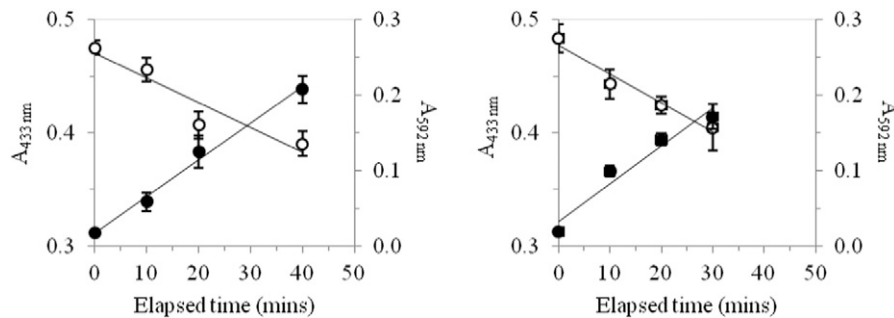 0.5 0.3 0.5 0.3
A433 nm 0.4 0.2 A592 nm A433 nm 0.4 0.2 A592 nm
0.1 0.1
0.3 0.0 0.3 0.0
0 10 20 30 40 50 0 10 20 30 40 50
Elapsed time (mins) Elapsed time (mins)